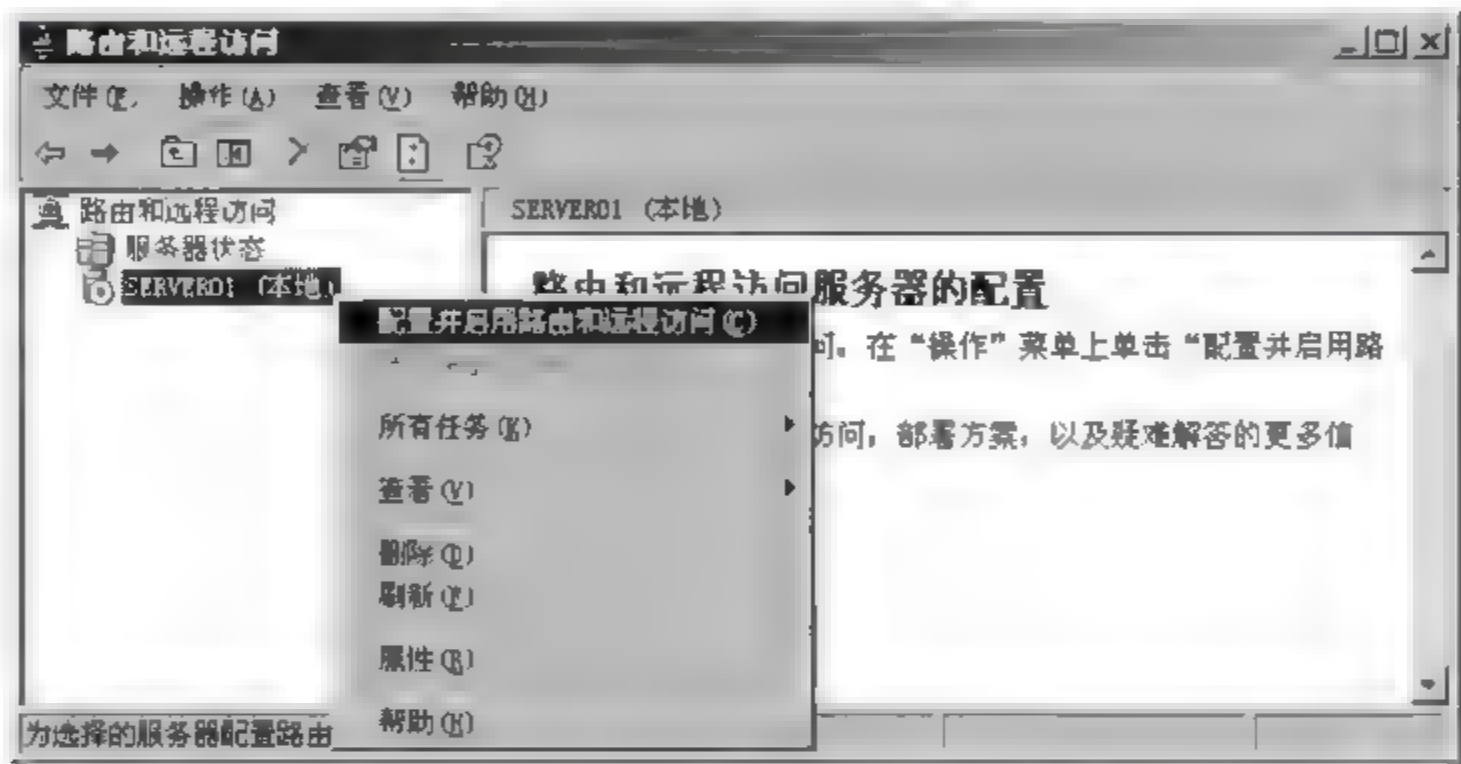 路由和远程访问
文件(F) 操作(A) 查看(V) 帮助(H)
路由和远程访问
服务器状态
SERVER01 (本地)
SERVER01 (本地)
路由和远程访问服务器的配置
问，在“操作”菜单上单击“配置并启用路
访问，部署方案，以及疑难解答的更多信
配置并启用路由和远程访问(C)
所有任务(K)
查看(V)
删除(D)
刷新(F)
属性(R)
帮助(H)
为选择的服务器配置路由